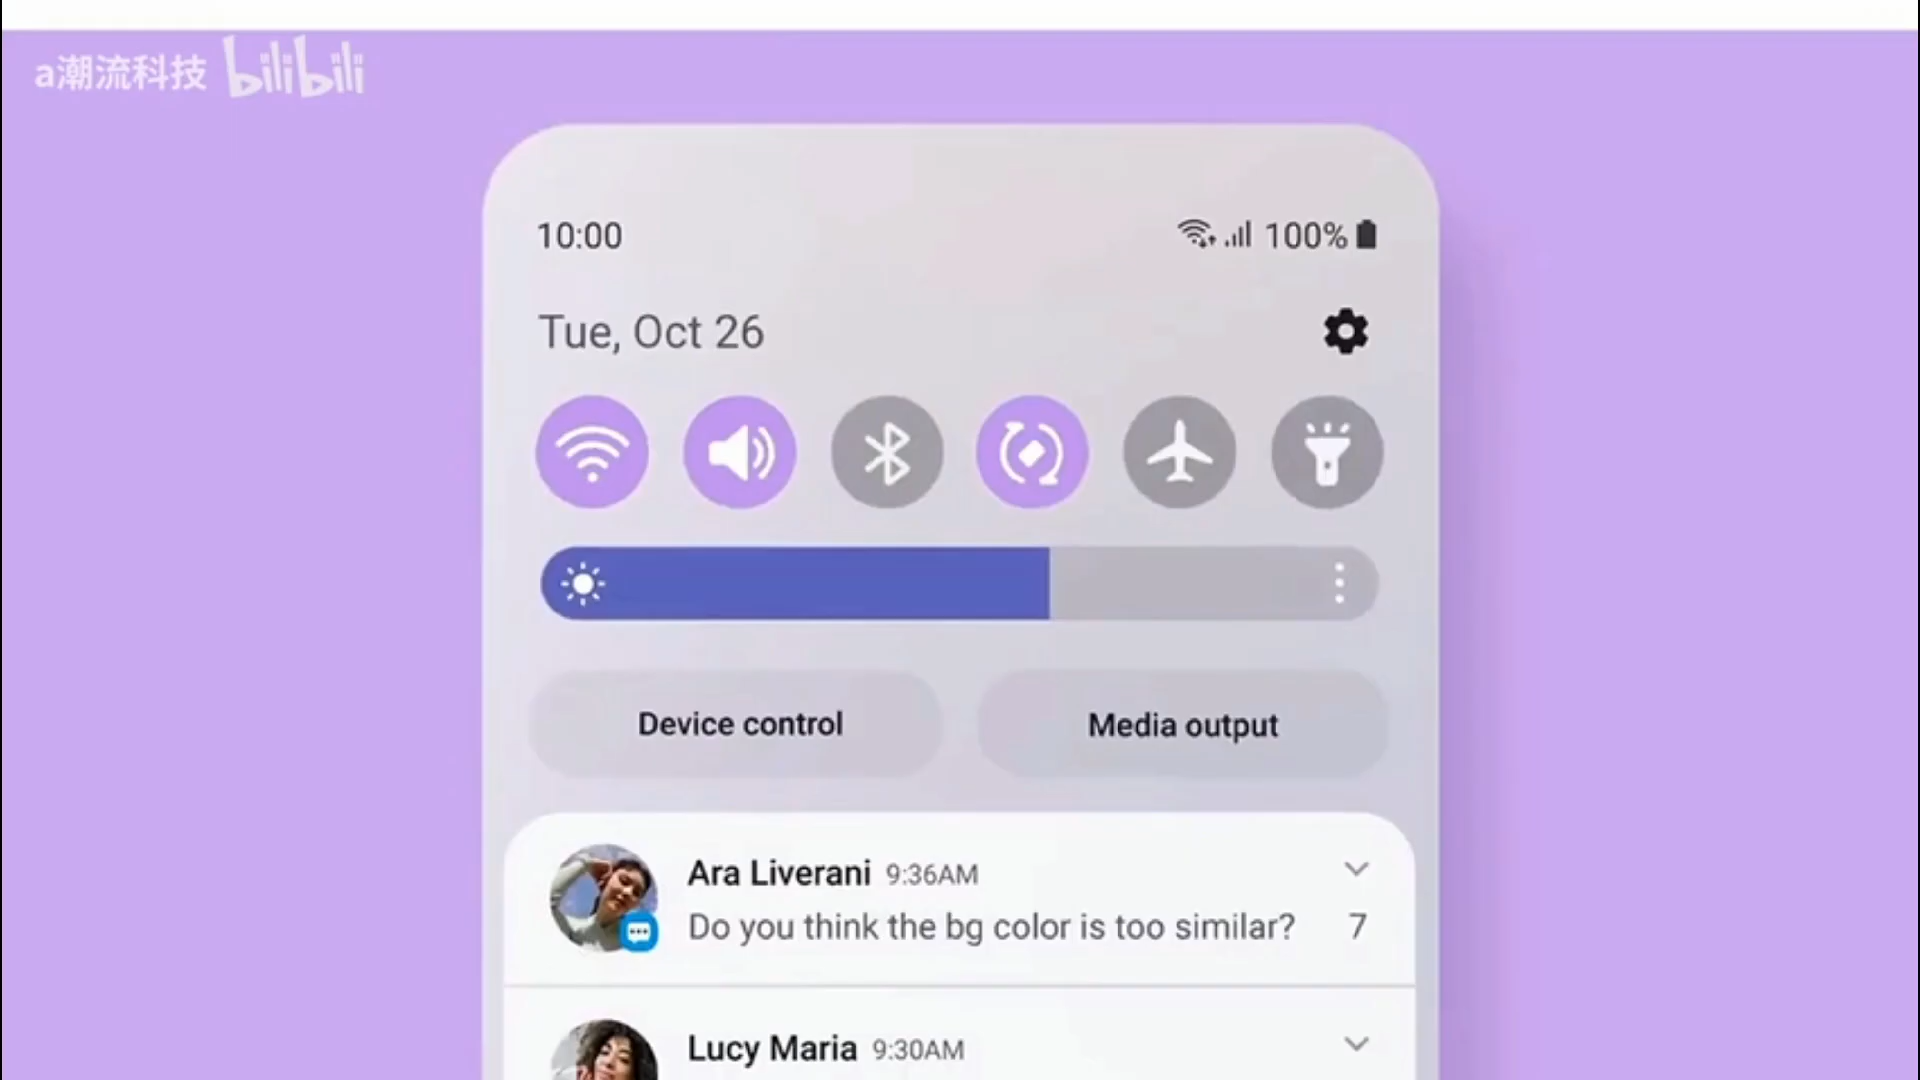 a潮流科技 bilibili
10:00 100%
Tue, Oct 26
Device control Media output
Ara Liverani 9:36AM
Do you think the bg color is too similar? 7
Lucy Maria 9:30AM